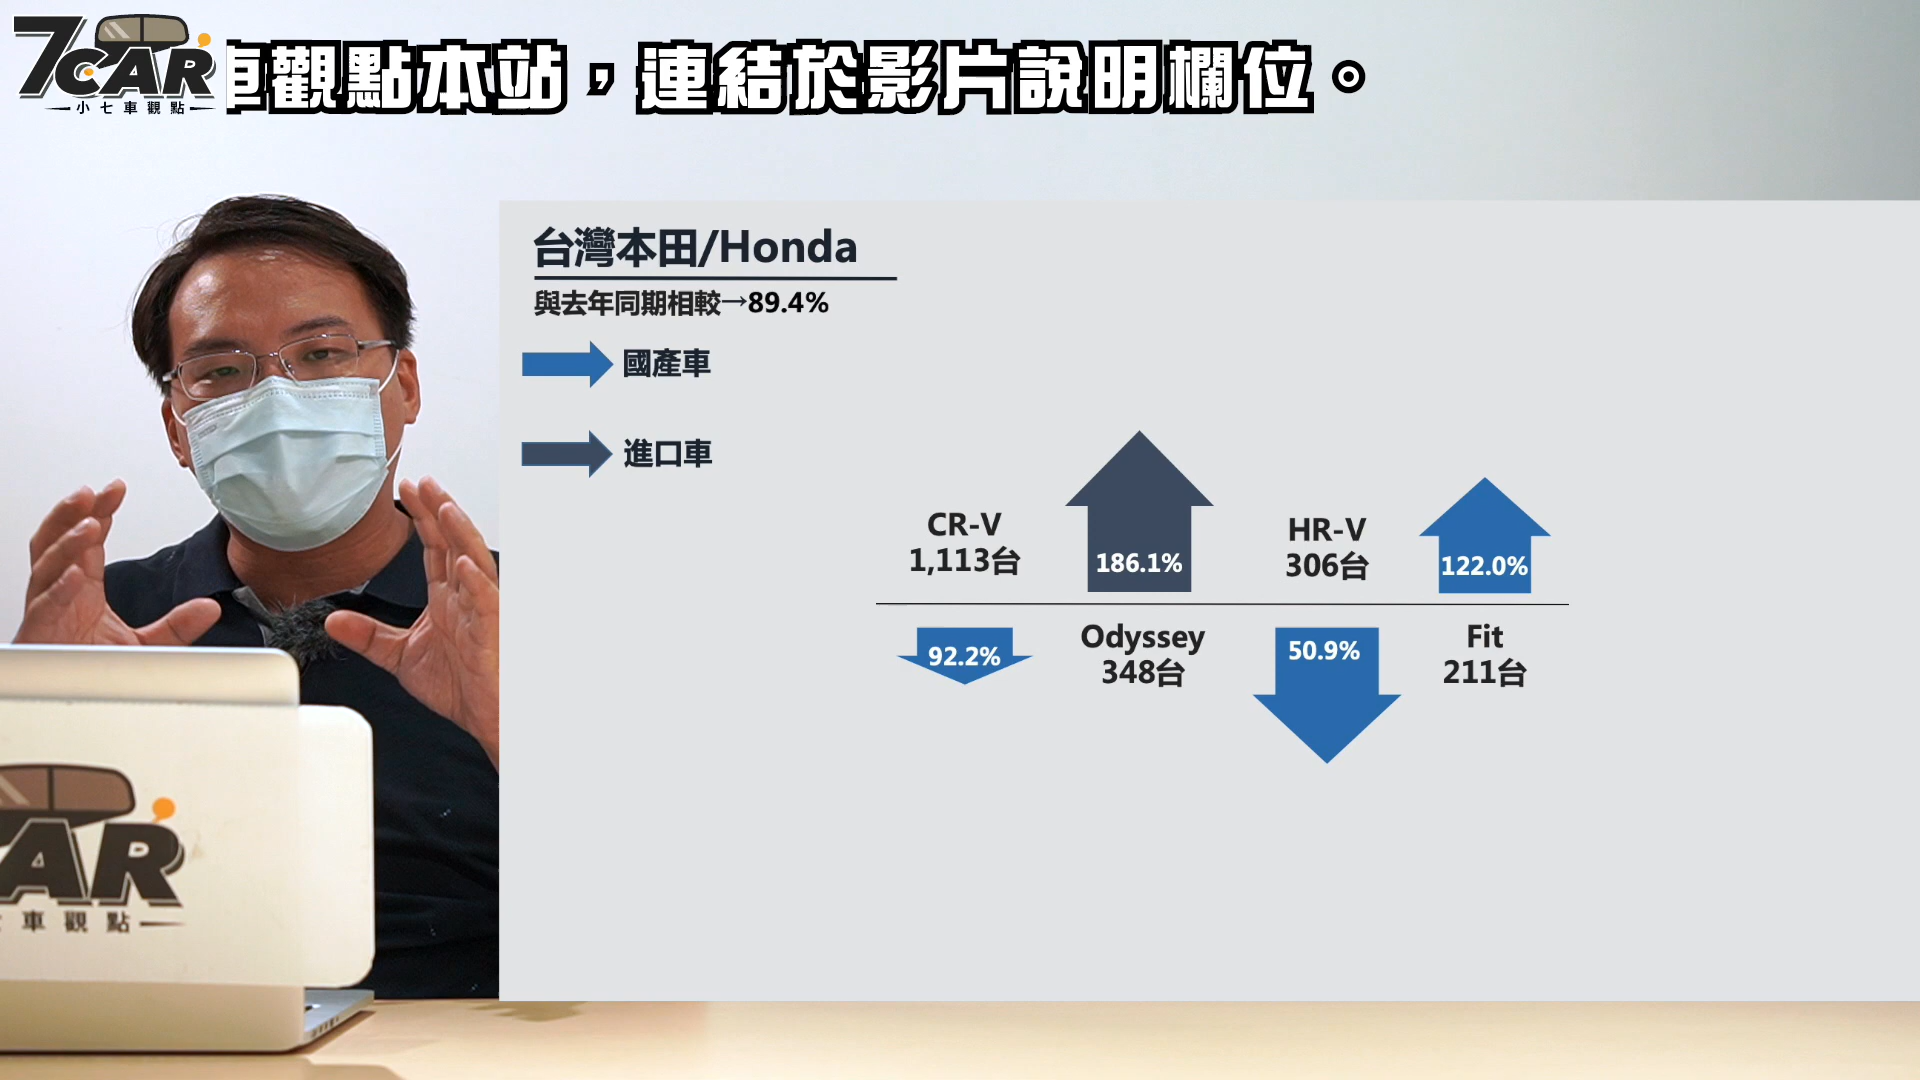 7CAR
小七車觀點
車觀點本站，連結於影片說明欄位。
台灣本田/Honda
與去年同期相較→89.4%
國產車
進口車
CR-V
1,113台
186.1%
HR-V
306台
122.0%
92.2%
Odyssey
348台
50.9%
Fit
211台
CAR
七車觀點